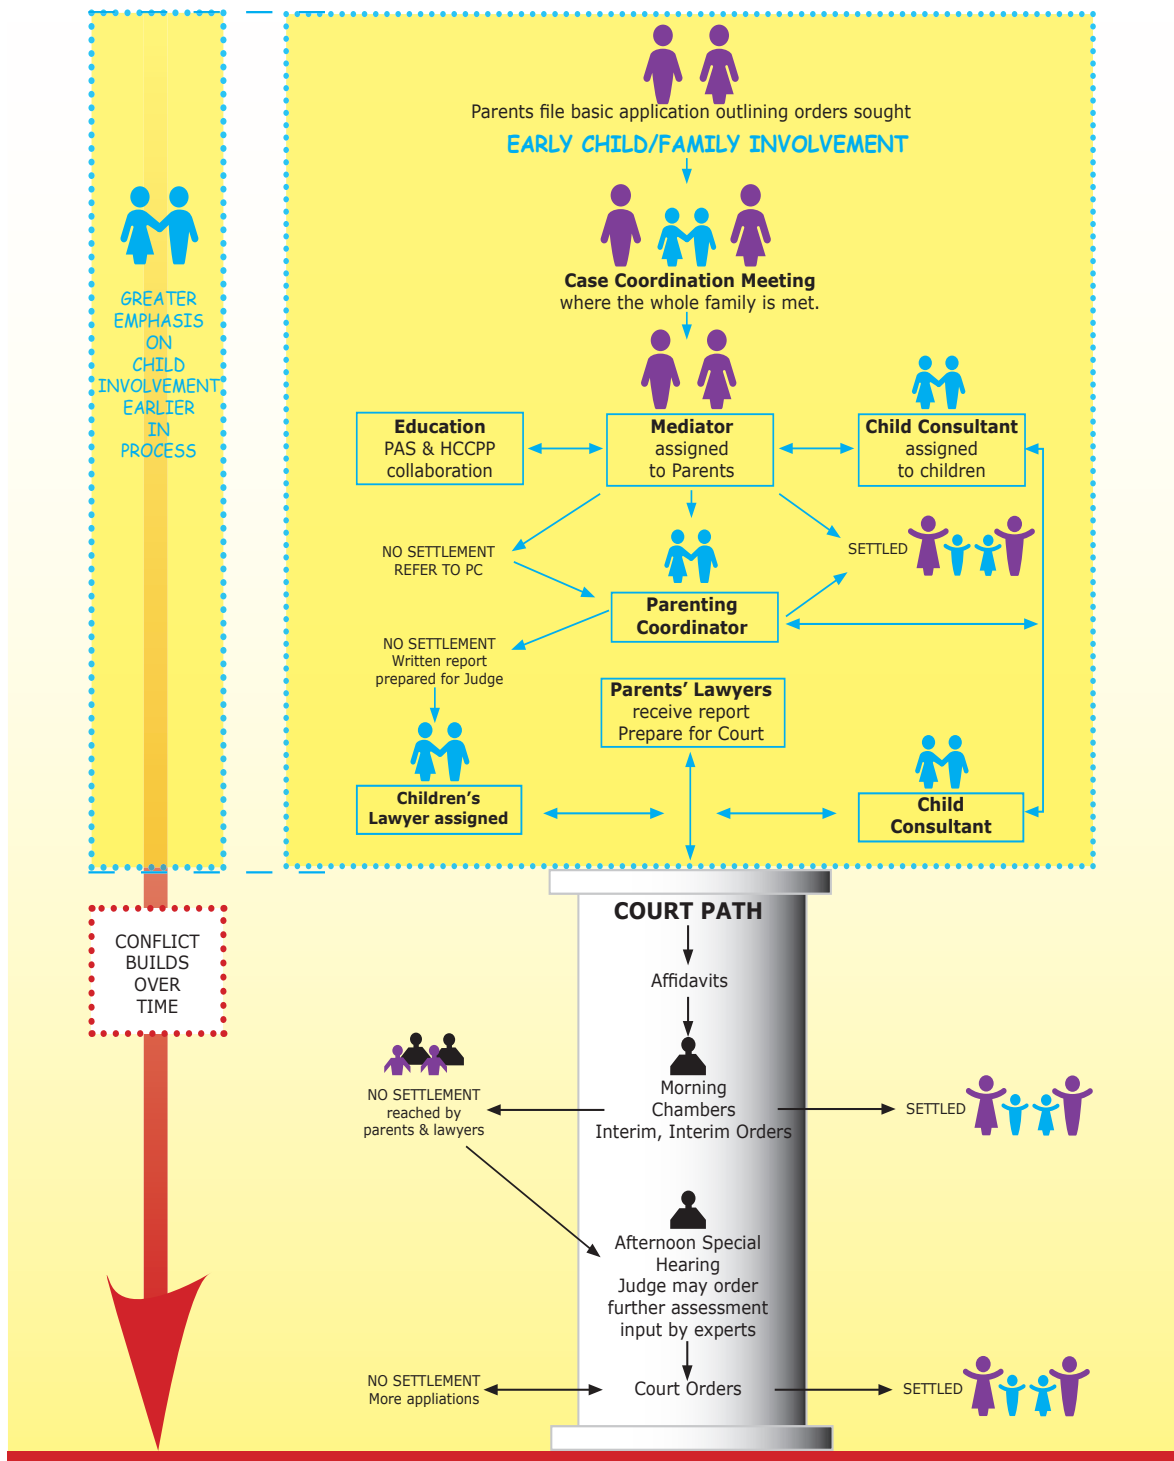 Parents file basic application outlining orders sought
EARLY CHILD/FAMILY INVOLVEMENT
Case Coordination Meeting
where the whole family is met.
GREATER
EMPHASIS
ON
CHILD
INVOLVEMENT
EARLIER
IN
PROCESS
Education
PAS & HCCPP
collaboration
Mediator
assigned
to Parents
Child Consultant
assigned
to children
NO SETTLEMENT
REFER TO PC
SETTLED
Parenting
Coordinator
NO SETTLEMENT
Written report
prepared for Judge
Parents’ Lawyers
receive report
Prepare for Court
Children’s
Lawyer assigned
Child
Consultant
COURT PATH
CONFLICT
BUILDS
OVER
TIME
Affidavits
Morning
Chambers
Interim, Interim Orders
NO SETTLEMENT
reached by
parents & lawyers
SETTLED
Afternoon Special
Hearing
Judge may order
further assessment
input by experts
NO SETTLEMENT
More appliations
Court Orders
SETTLED